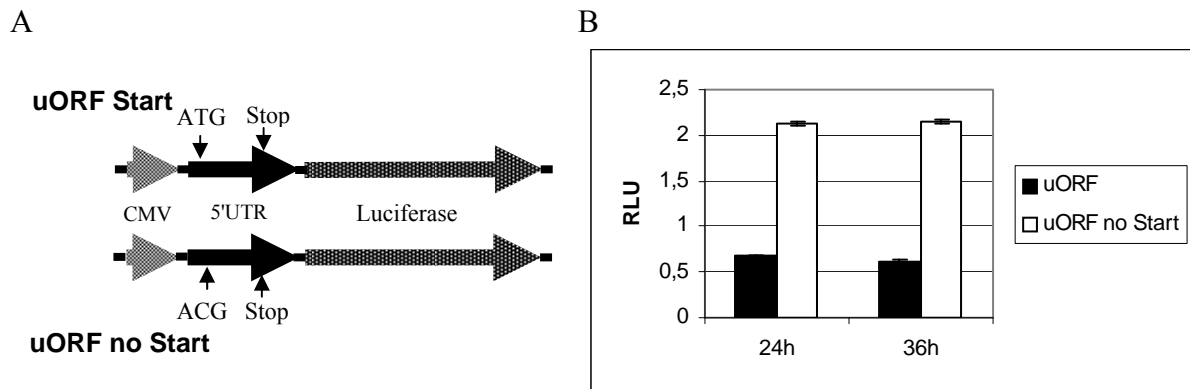 A
uORF Start
ATG Stop
CMV 5'UTR Luciferase
ACG Stop
uORF no Start
B
RLU
2,5
2
1,5
1
0,5
0
24h 36h
uORF
uORF no Start